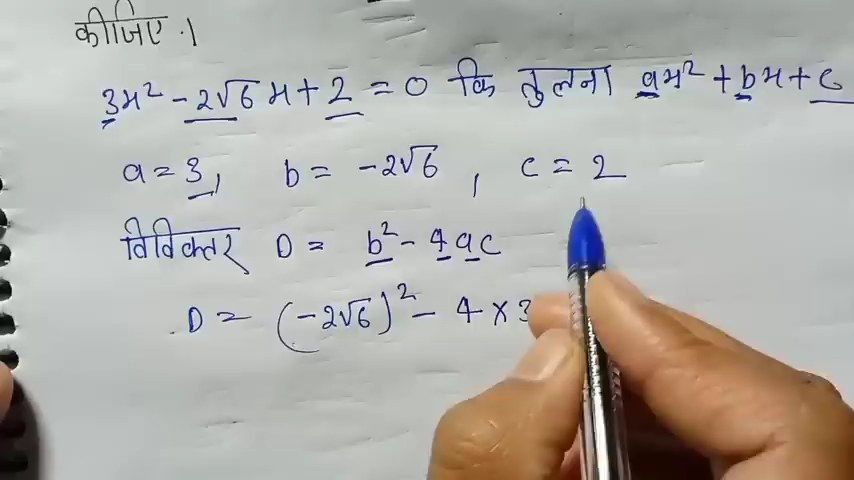 कीजिए ।
3x² - 2√6 x + 2 = 0 कि तुलना ax² + bx + c
a = 3, b = -2√6, c = 2
विविक्तर D = b² - 4ac
D = (-2√6)² - 4 × 3